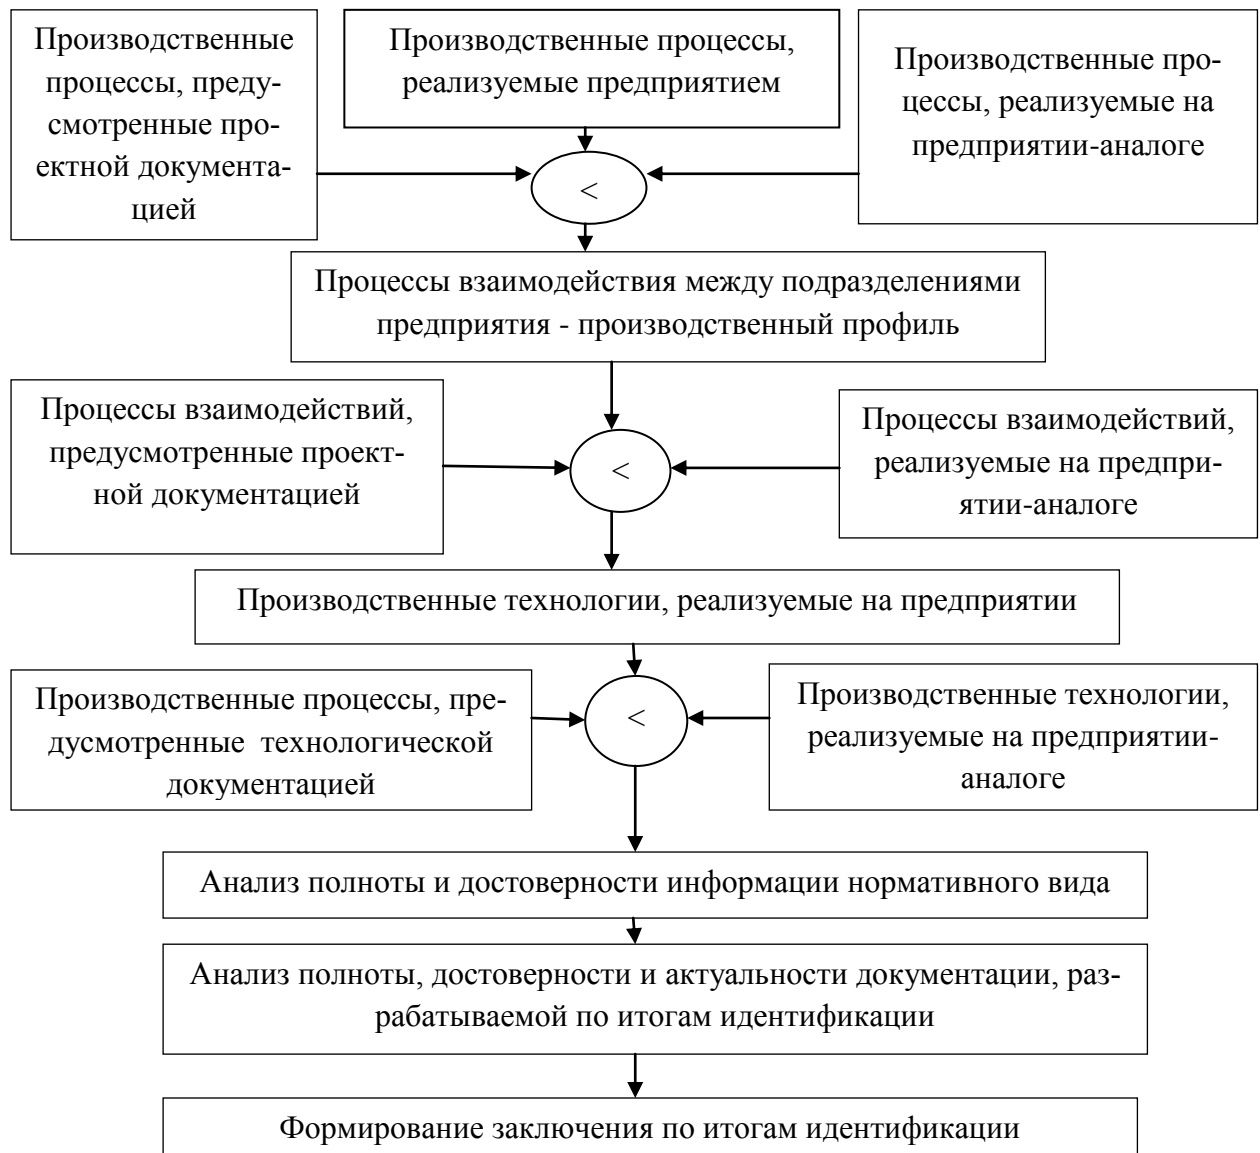 Производственные
процессы, преду-
смотренные про-
ектной документа-
цией
Производственные процессы,
реализуемые предприятием
Производственные про-
цессы, реализуемые на
предприятии-аналоге
<
Процессы взаимодействия между подразделениями
предприятия - производственный профиль
Процессы взаимодействий,
предусмотренные проект-
ной документацией
<
Процессы взаимодействий,
реализуемые на предпри-
ятии-аналоге
Производственные технологии, реализуемые на предприятии
Производственные процессы, пре-
дусмотренные технологической
документацией
<
Производственные технологии,
реализуемые на предприятии-
аналоге
Анализ полноты и достоверности информации нормативного вида
Анализ полноты, достоверности и актуальности документации, раз-
рабатываемой по итогам идентификации
Формирование заключения по итогам идентификации